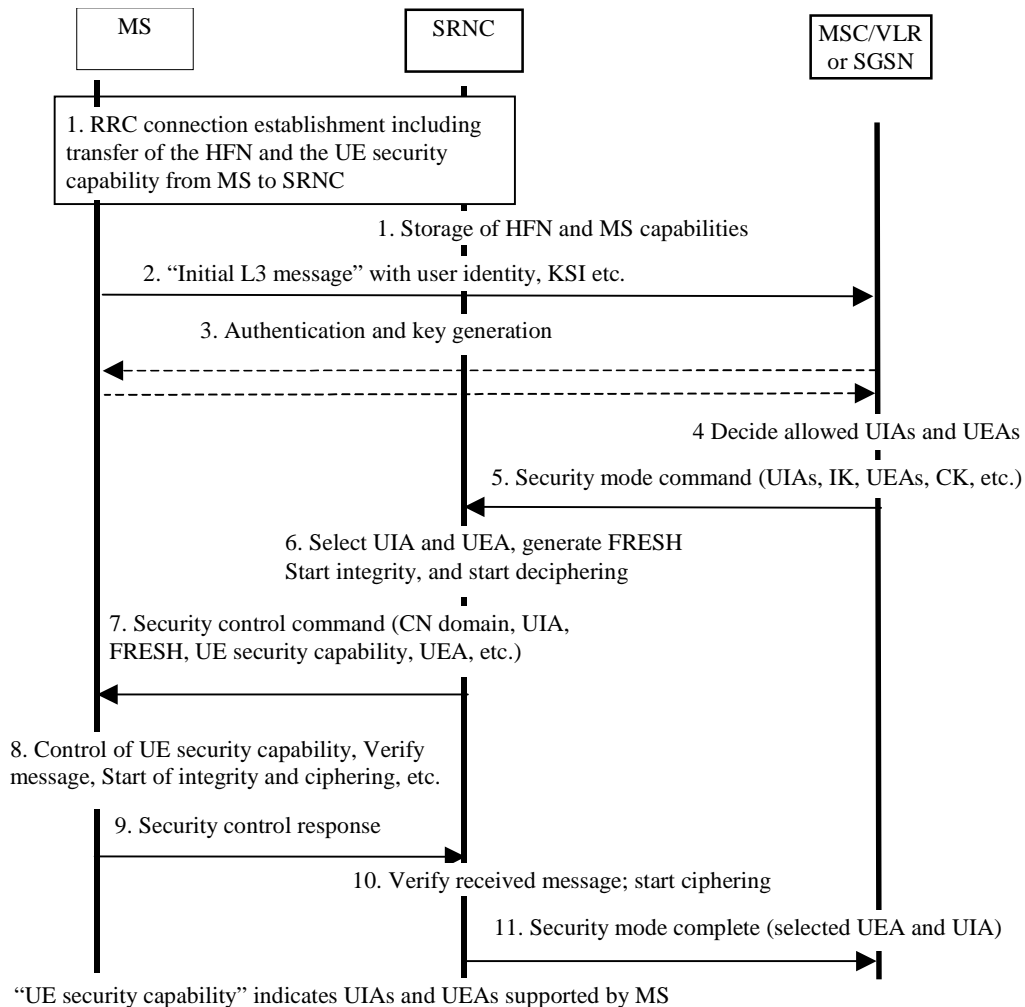 MS
SRNC
MSC/VLR
or SGSN
1. RRC connection establishment including
transfer of the HFN and the UE security
capability from MS to SRNC
1. Storage of HFN and MS capabilities
2. “Initial L3 message” with user identity, KSI etc.
3. Authentication and key generation
4 Decide allowed UIAs and UEAs
5. Security mode command (UIAs, IK, UEAs, CK, etc.)
6. Select UIA and UEA, generate FRESH
Start integrity, and start deciphering
7. Security control command (CN domain, UIA,
FRESH, UE security capability, UEA, etc.)
8. Control of UE security capability, Verify
message, Start of integrity and ciphering, etc.
9. Security control response
10. Verify received message; start ciphering
11. Security mode complete (selected UEA and UIA)
“UE security capability” indicates UIAs and UEAs supported by MS